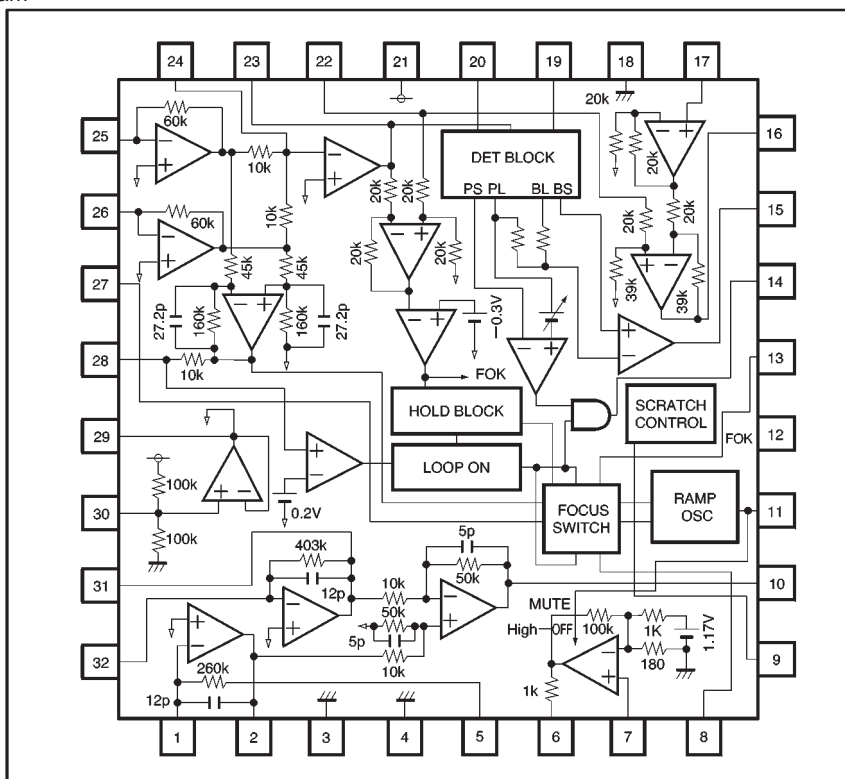 24 23 22 21 20 19 18 17
25 60k 20k 16
10k DET BLOCK 20k
PS PL BL BS
26 60k 10k 20k 20k 20k 20k 15
27 45k 45k 20k 20k 39k 39k 14
27.2p 160k 160k 27.2p −0.3V
28 10k FOK 13
HOLD BLOCK
SCRATCH
CONTROL
29 FOK 12
LOOP ON
100k
0.2V
FOCUS
SWITCH
RAMP
OSC
30 11
100k
31 403k 5p
12p 10k 50k 10
50k MUTE
High OFF 100k 1K 1.17V
5p
32 260k 10k 180 9
12p 1k
1 2 3 4 5 6 7 8